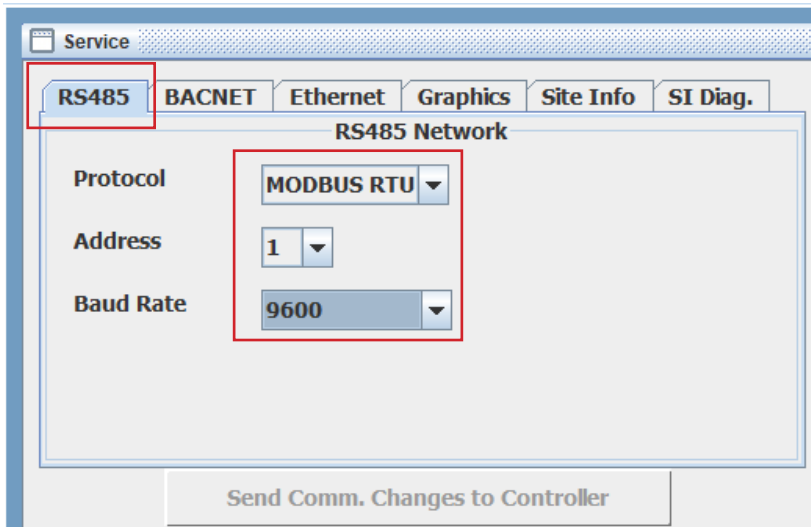 Service
RS485 BACNET Ethernet Graphics Site Info SI Diag.
RS485 Network
Protocol MODBUS RTU
Address 1
Baud Rate 9600
Send Comm. Changes to Controller